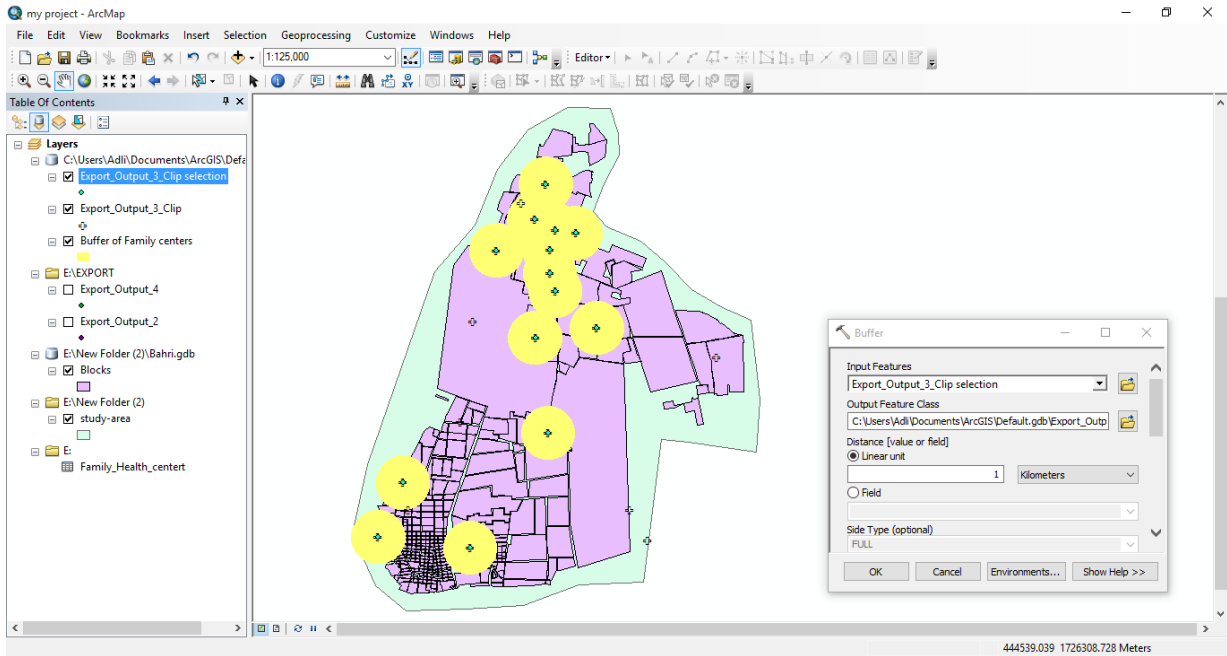 my project - ArcMap
File Edit View Bookmarks Insert Selection Geoprocessing Customize Windows Help
1:125,000 Editor
Table Of Contents
Layers
C:\Users\Adli\Documents\ArcGIS\Defa
Export_Output_3_Clip selection
Export_Output_3_Clip
Buffer of Family centers
E:\EXPORT
Export_Output_4
Export_Output_2
E:\New Folder (2)\Bahri.gdb
Blocks
E:\New Folder (2)
study-area
E:
Family_Health_centert
Buffer
Input Features
Export_Output_3_Clip selection
Output Feature Class
C:\Users\Adli\Documents\ArcGIS\Default.gdb\Export_Outp
Distance [value or field]
Linear unit
1 Kilometers
Field
Side Type (optional)
FULL
OK Cancel Environments... Show Help >>
444539.039 1726308.728 Meters